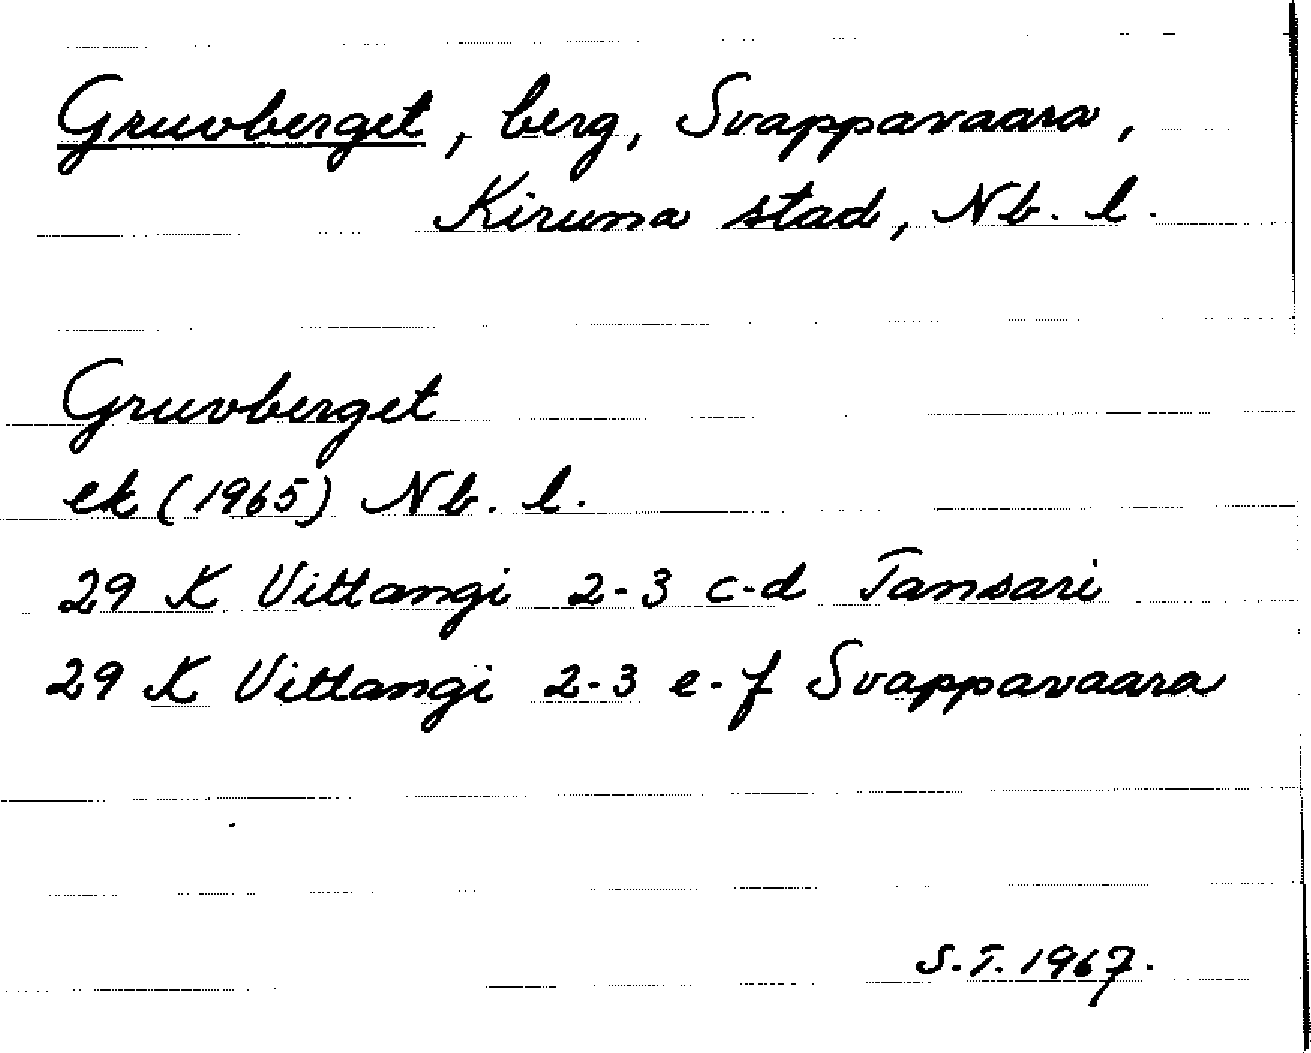 Gruvberget, berg, Svappavaara,
Kiruna stad, Nb. l.
Gruvberget
ek (1965) Nb. l.
29 K Vittangi 2-3 c-d Tansari
29 K Vittangi 2-3 e-f Svappavaara
S.T. 1967.